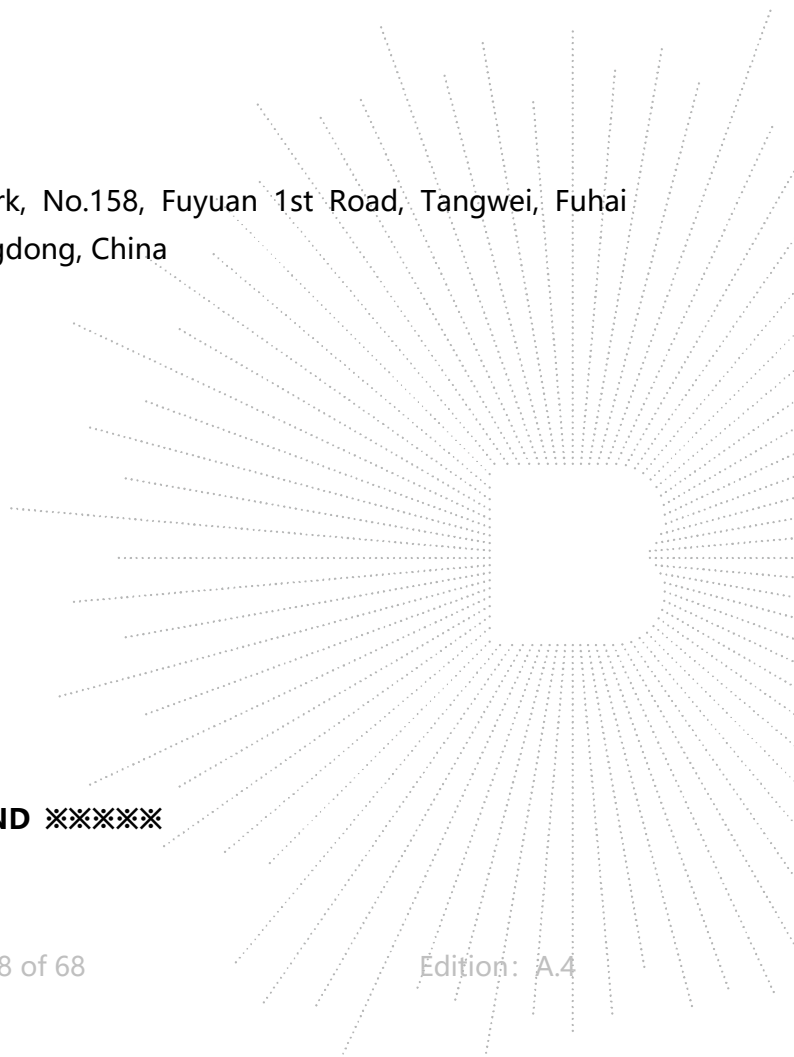 rk, No.158, Fuyuan 1st Road, Tangwei, Fuhai
gdong, China
ND ※※※※※
8 of 68 Edition：A.4